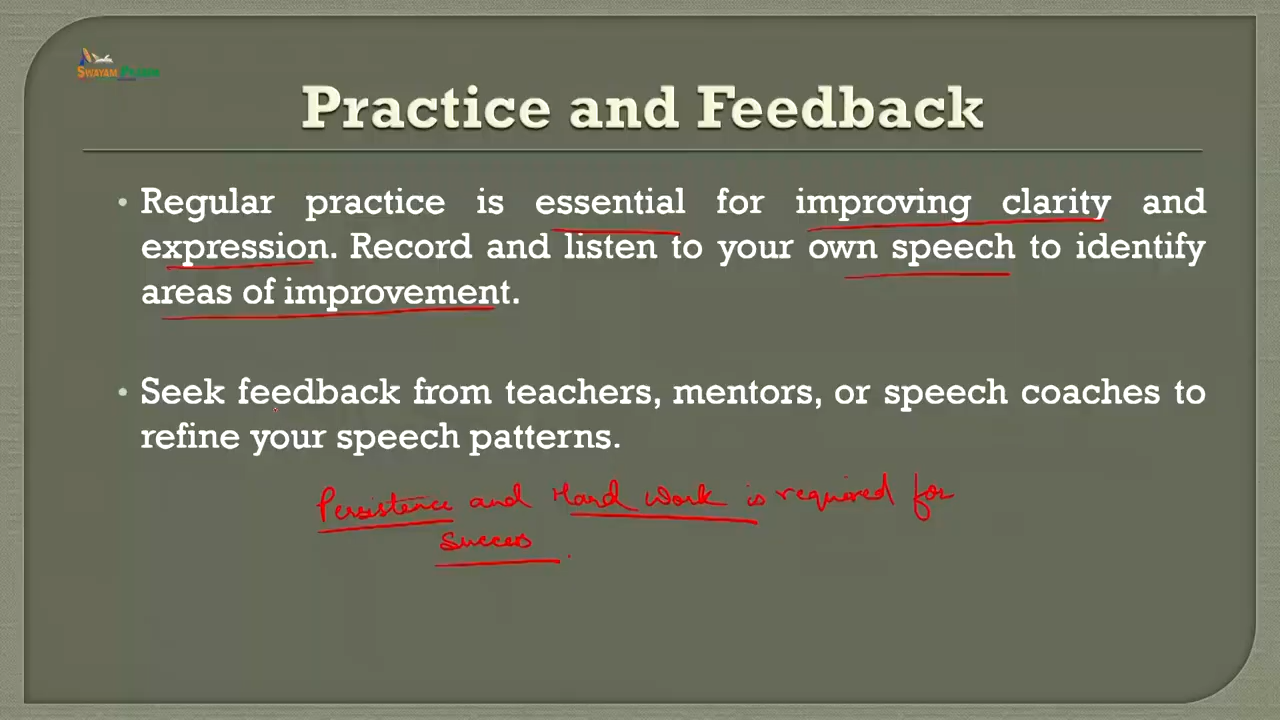 SWAYAM PRABHA
Practice and Feedback
• Regular practice is essential for improving clarity and
expression. Record and listen to your own speech to identify
areas of improvement.
• Seek feedback from teachers, mentors, or speech coaches to
refine your speech patterns.
Persistence and Hard Work is required for
Success.